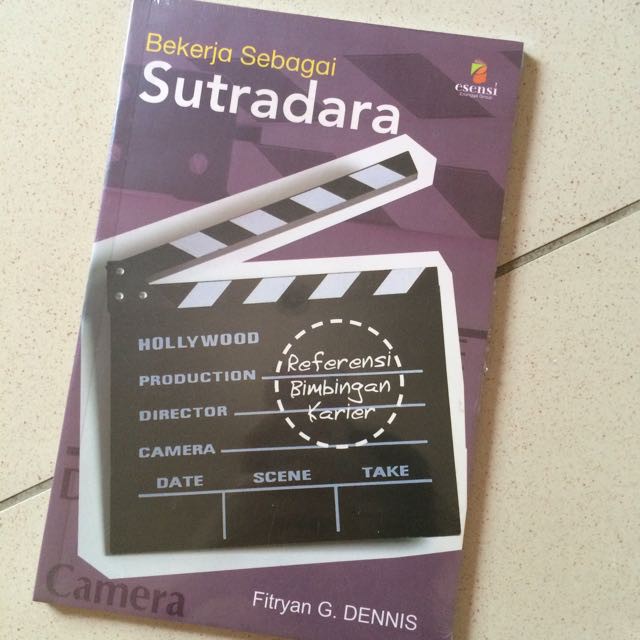 Bekerja Sebagai
Sutradara
esensi
HOLLYWOOD
PRODUCTION
DIRECTOR
CAMERA
DATE SCENE TAKE
Referensi
Bimbingan
Karier
Camera
Fitryan G. DENNIS